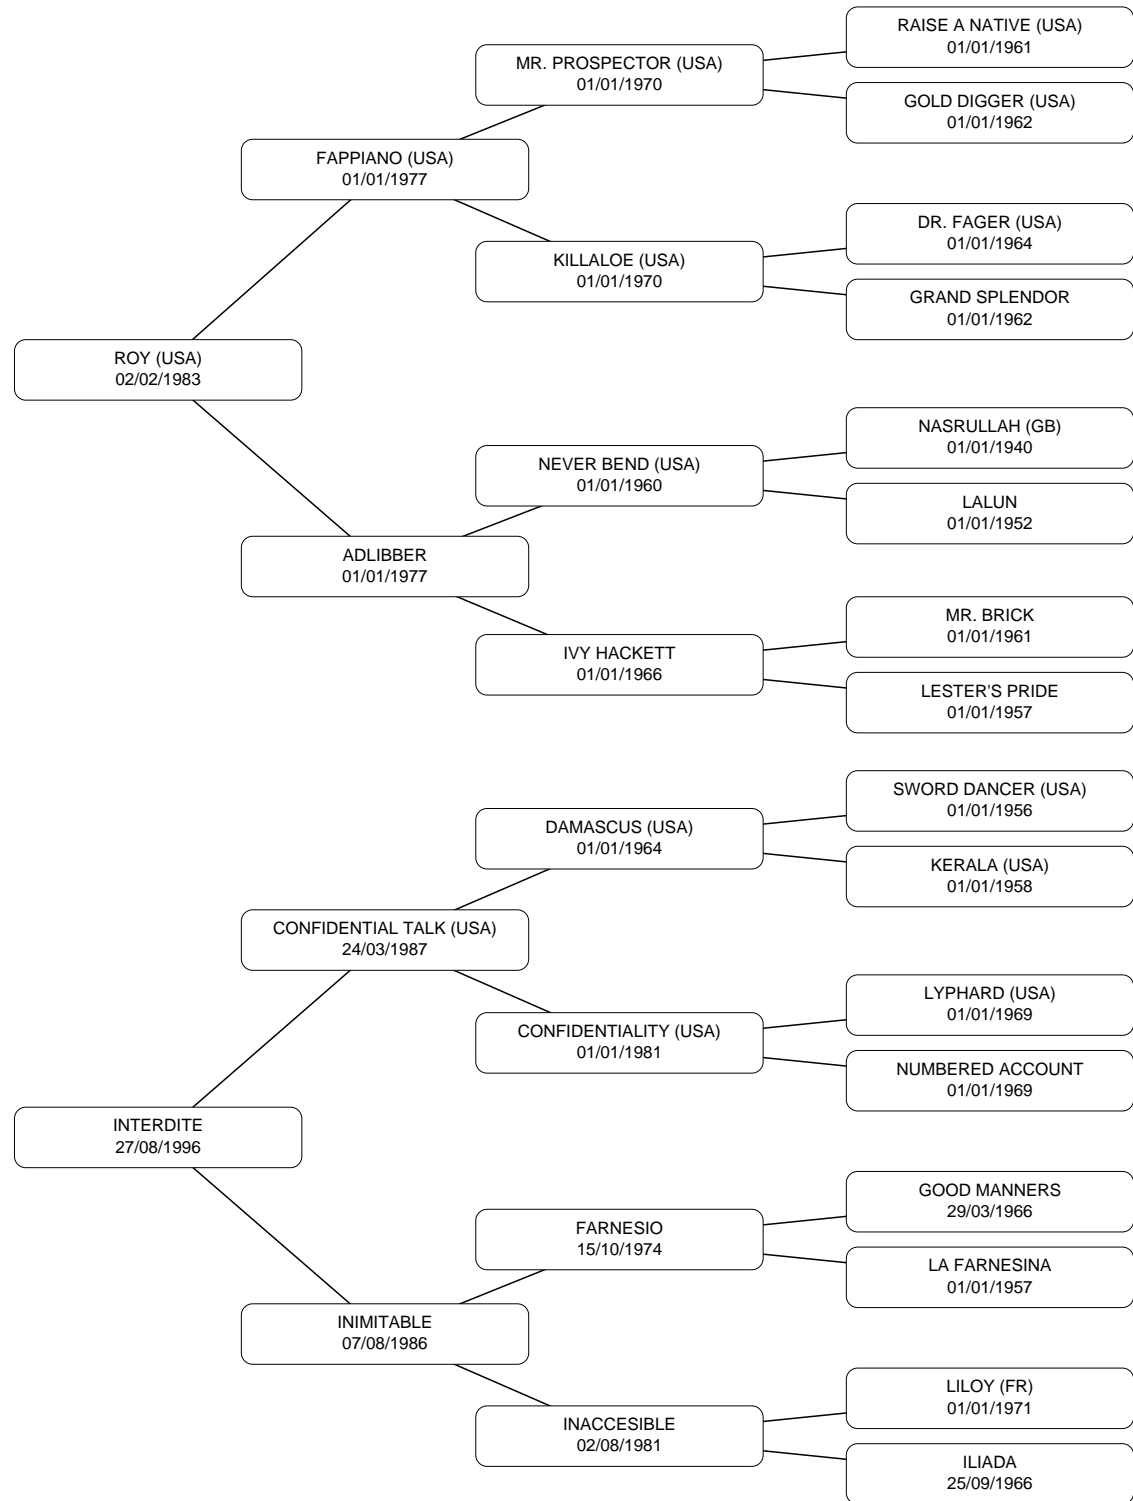 RAISE A NATIVE (USA)
01/01/1961
MR. PROSPECTOR (USA)
01/01/1970
GOLD DIGGER (USA)
01/01/1962
FAPPIANO (USA)
01/01/1977
DR. FAGER (USA)
01/01/1964
KILLALOE (USA)
01/01/1970
GRAND SPLENDOR
01/01/1962
ROY (USA)
02/02/1983
NASRULLAH (GB)
01/01/1940
NEVER BEND (USA)
01/01/1960
LALUN
01/01/1952
ADLIBBER
01/01/1977
MR. BRICK
01/01/1961
IVY HACKETT
01/01/1966
LESTER'S PRIDE
01/01/1957
SWORD DANCER (USA)
01/01/1956
DAMASCUS (USA)
01/01/1964
KERALA (USA)
01/01/1958
CONFIDENTIAL TALK (USA)
24/03/1987
LYPHARD (USA)
01/01/1969
CONFIDENTIALITY (USA)
01/01/1981
NUMBERED ACCOUNT
01/01/1969
INTERDITE
27/08/1996
GOOD MANNERS
29/03/1966
FARNESIO
15/10/1974
LA FARNESINA
01/01/1957
INIMITABLE
07/08/1986
LILOY (FR)
01/01/1971
INACCESIBLE
02/08/1981
ILIADA
25/09/1966